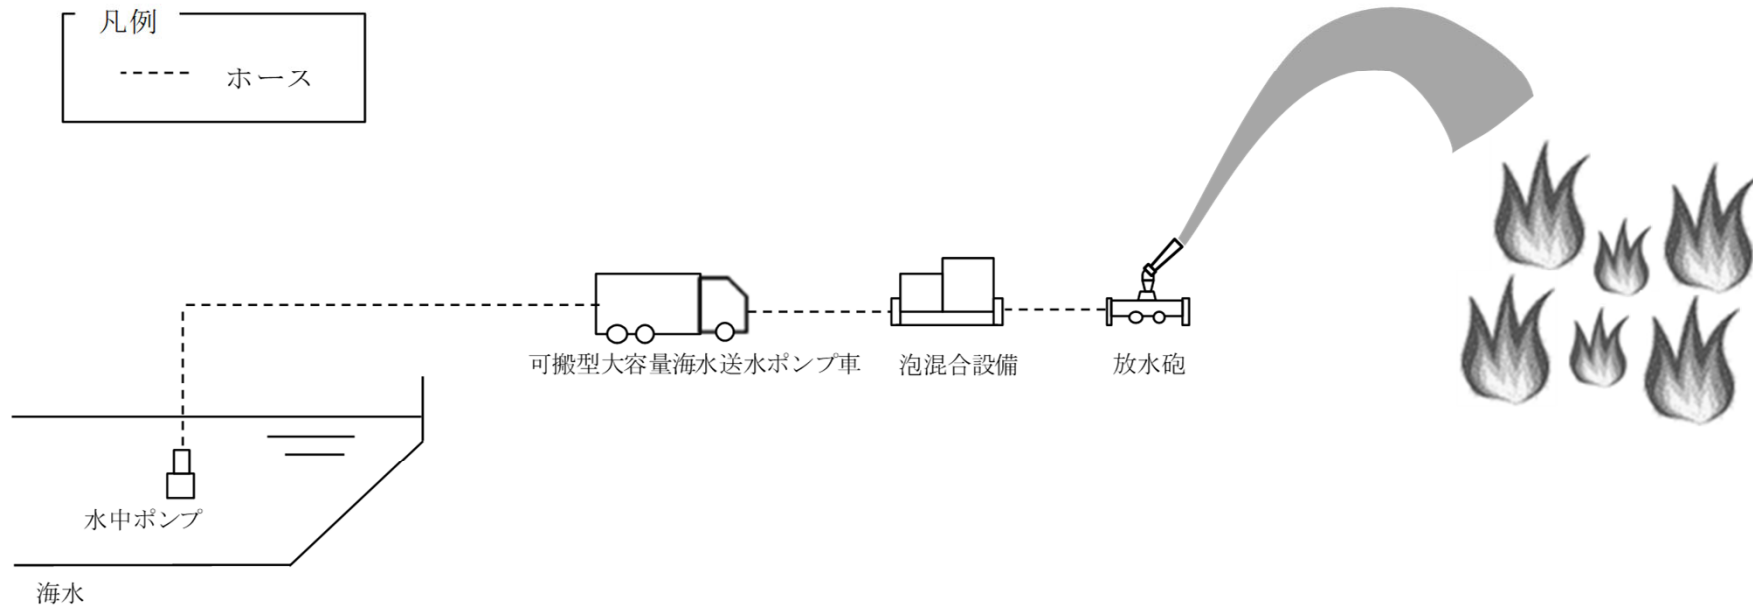 凡例
ホース
可搬型大容量海水送水ポンプ車
泡混合設備
放水砲
水中ポンプ
海水